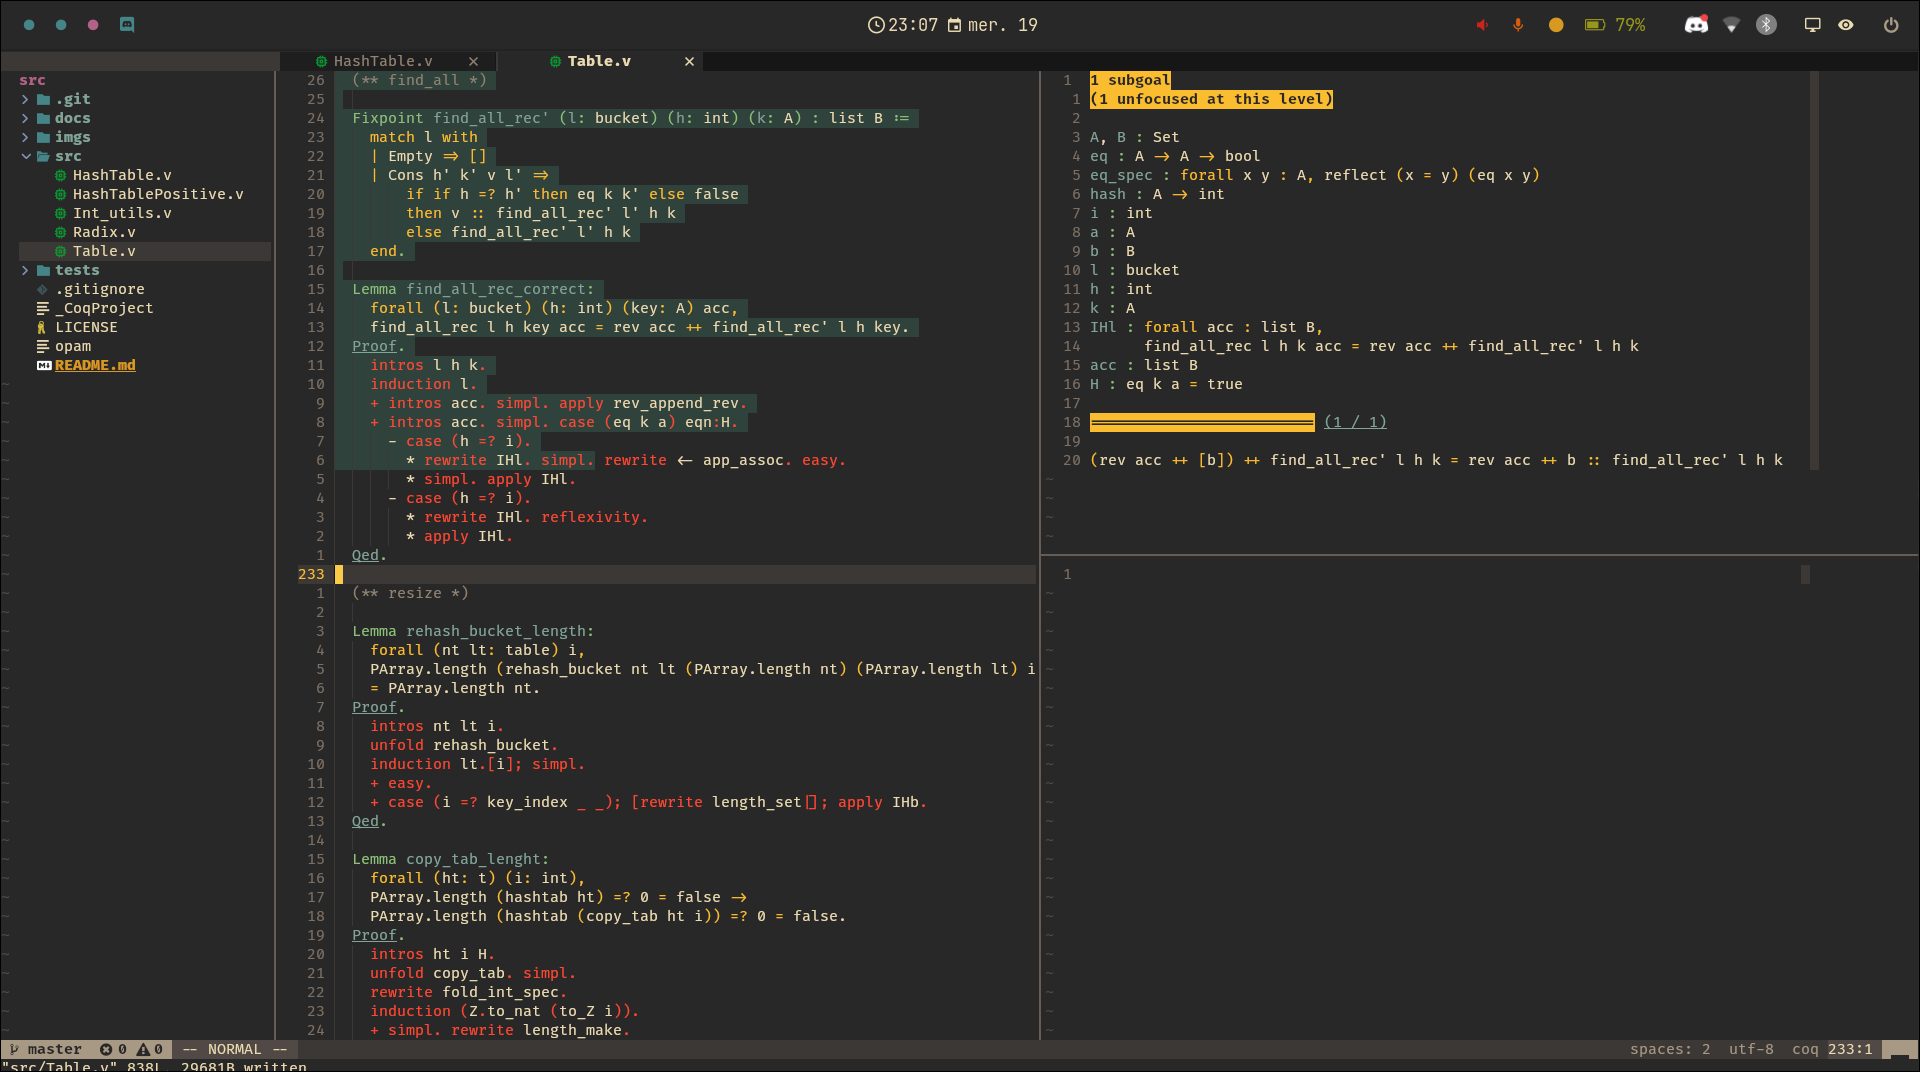 23:07 mer. 19
79%
HashTable.v
Table.v
src
.git
docs
imgs
src
HashTable.v
HashTablePositive.v
Int_utils.v
Radix.v
Table.v
tests
.gitignore
_CoqProject
LICENSE
opam
README.md
26 (** find_all *)
25
24 Fixpoint find_all_rec' (l: bucket) (h: int) (k: A) : list B :=
23 match l with
22 | Empty => []
21 | Cons h' k' v l' =>
20 if if h =? h' then eq k k' else false
19 then v :: find_all_rec' l' h k
18 else find_all_rec' l' h k
17 end.
16
15 Lemma find_all_rec_correct:
14 forall (l: bucket) (h: int) (key: A) acc,
13 find_all_rec l h key acc = rev acc ++ find_all_rec' l h key.
12 Proof.
11 intros l h k.
10 induction l.
9 + intros acc. simpl. apply rev_append_rev.
8 + intros acc. simpl. case (eq k a) eqn:H.
7 - case (h =? i).
6 * rewrite IHl. simpl. rewrite <- app_assoc. easy.
5 * simpl. apply IHl.
4 - case (h =? i).
3 * rewrite IHl. reflexivity.
2 * apply IHl.
1 Qed.
233
1 (** resize *)
2
3 Lemma rehash_bucket_length:
4 forall (nt lt: table) i,
5 PArray.length (rehash_bucket nt lt (PArray.length nt) (PArray.length lt) i
6 = PArray.length nt.
7 Proof.
8 intros nt lt i.
9 unfold rehash_bucket.
10 induction lt.[i]; simpl.
11 + easy.
12 + case (i =? key_index _ _); [rewrite length_set|]; apply IHb.
13 Qed.
14
15 Lemma copy_tab_lenght:
16 forall (ht: t) (i: int),
17 PArray.length (hashtab ht) =? 0 = false ->
18 PArray.length (hashtab (copy_tab ht i)) =? 0 = false.
19 Proof.
20 intros ht i H.
21 unfold copy_tab. simpl.
22 rewrite fold_int_spec.
23 induction (Z.to_nat (to_Z i)).
24 + simpl. rewrite length_make.
1 1 subgoal
1 (1 unfocused at this level)
2
3 A, B : Set
4 eq : A -> A -> bool
5 eq_spec : forall x y : A, reflect (x = y) (eq x y)
6 hash : A -> int
7 i : int
8 a : A
9 b : B
10 l : bucket
11 h : int
12 k : A
13 IHl : forall acc : list B,
14 find_all_rec l h k acc = rev acc ++ find_all_rec' l h k
15 acc : list B
16 H : eq k a = true
17
18 ========================= (1 / 1)
19
20 (rev acc ++ [b]) ++ find_all_rec' l h k = rev acc ++ b :: find_all_rec' l h k
1
master 0 0 -- NORMAL -- spaces: 2 utf-8 coq 233:1
"src/Table.v" 838L, 29681B written